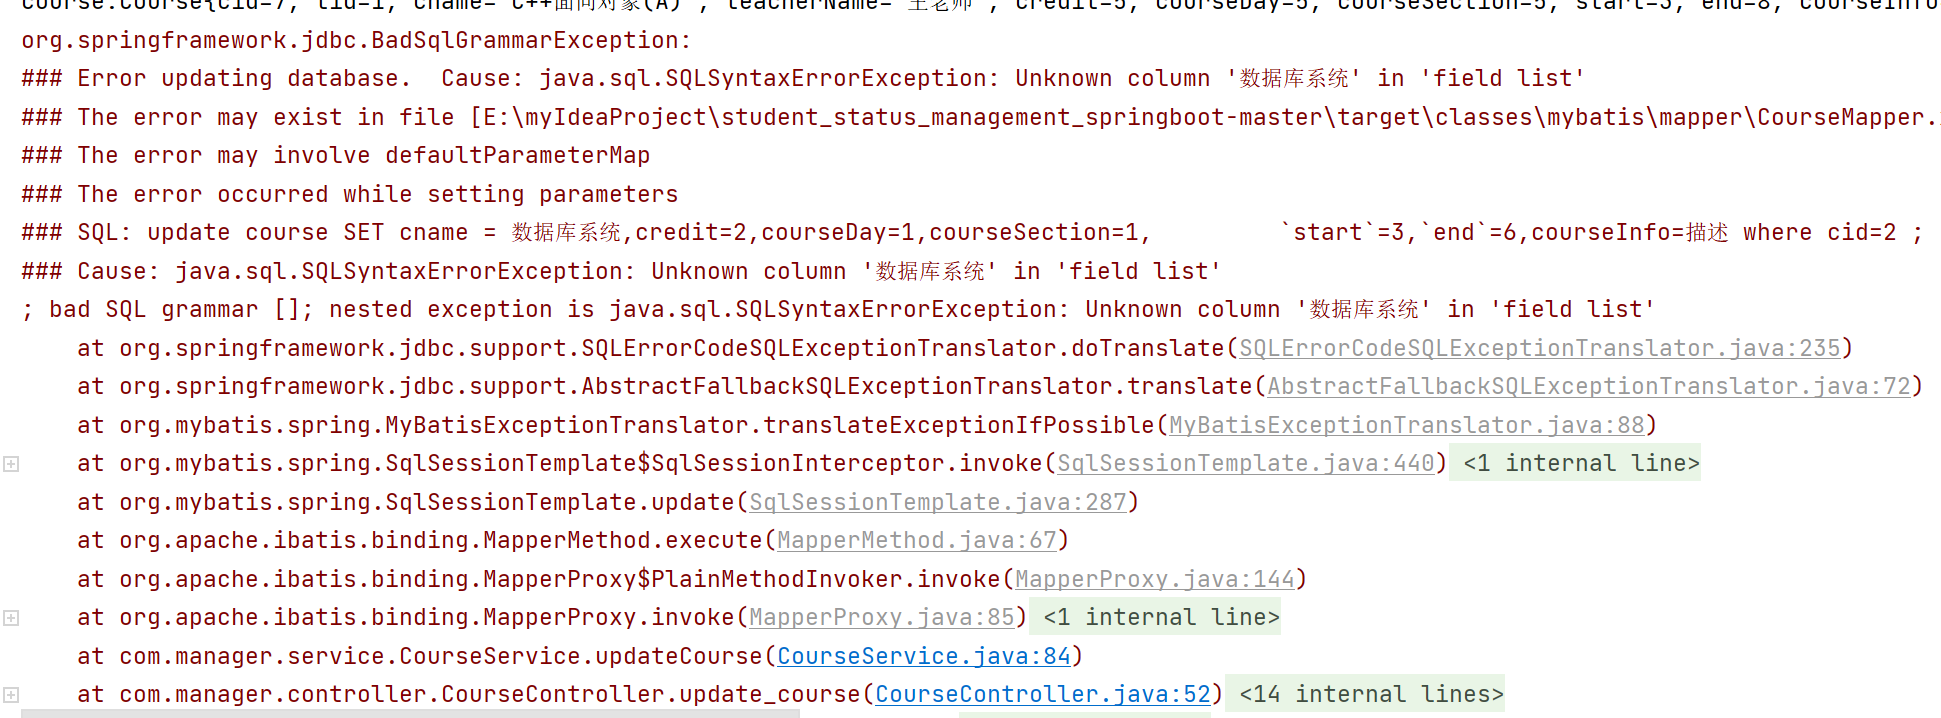 course:Course{cid=7, tid=1, cname='C++面向对象(A)', teacherName='王老师', credit=5, courseDay=5, courseSection=5, start=3, end=8, courseInfo
org.springframework.jdbc.BadSqlGrammarException:
### Error updating database.  Cause: java.sql.SQLSyntaxErrorException: Unknown column '数据库系统' in 'field list'
### The error may exist in file [E:\myIdeaProject\student_status_management_springboot-master\target\classes\mybatis\mapper\CourseMapper.
### The error may involve defaultParameterMap
### The error occurred while setting parameters
### SQL: update course SET cname = 数据库系统,credit=2,courseDay=1,courseSection=1,         `start`=3,`end`=6,courseInfo=描述 where cid=2 ;
### Cause: java.sql.SQLSyntaxErrorException: Unknown column '数据库系统' in 'field list'
; bad SQL grammar []; nested exception is java.sql.SQLSyntaxErrorException: Unknown column '数据库系统' in 'field list'
at org.springframework.jdbc.support.SQLErrorCodeSQLExceptionTranslator.doTranslate(SQLErrorCodeSQLExceptionTranslator.java:235)
at org.springframework.jdbc.support.AbstractFallbackSQLExceptionTranslator.translate(AbstractFallbackSQLExceptionTranslator.java:72)
at org.mybatis.spring.MyBatisExceptionTranslator.translateExceptionIfPossible(MyBatisExceptionTranslator.java:88)
at org.mybatis.spring.SqlSessionTemplate$SqlSessionInterceptor.invoke(SqlSessionTemplate.java:440) <1 internal line>
at org.mybatis.spring.SqlSessionTemplate.update(SqlSessionTemplate.java:287)
at org.apache.ibatis.binding.MapperMethod.execute(MapperMethod.java:67)
at org.apache.ibatis.binding.MapperProxy$PlainMethodInvoker.invoke(MapperProxy.java:144)
at org.apache.ibatis.binding.MapperProxy.invoke(MapperProxy.java:85) <1 internal line>
at com.manager.service.CourseService.updateCourse(CourseService.java:84)
at com.manager.controller.CourseController.update_course(CourseController.java:52) <14 internal lines>